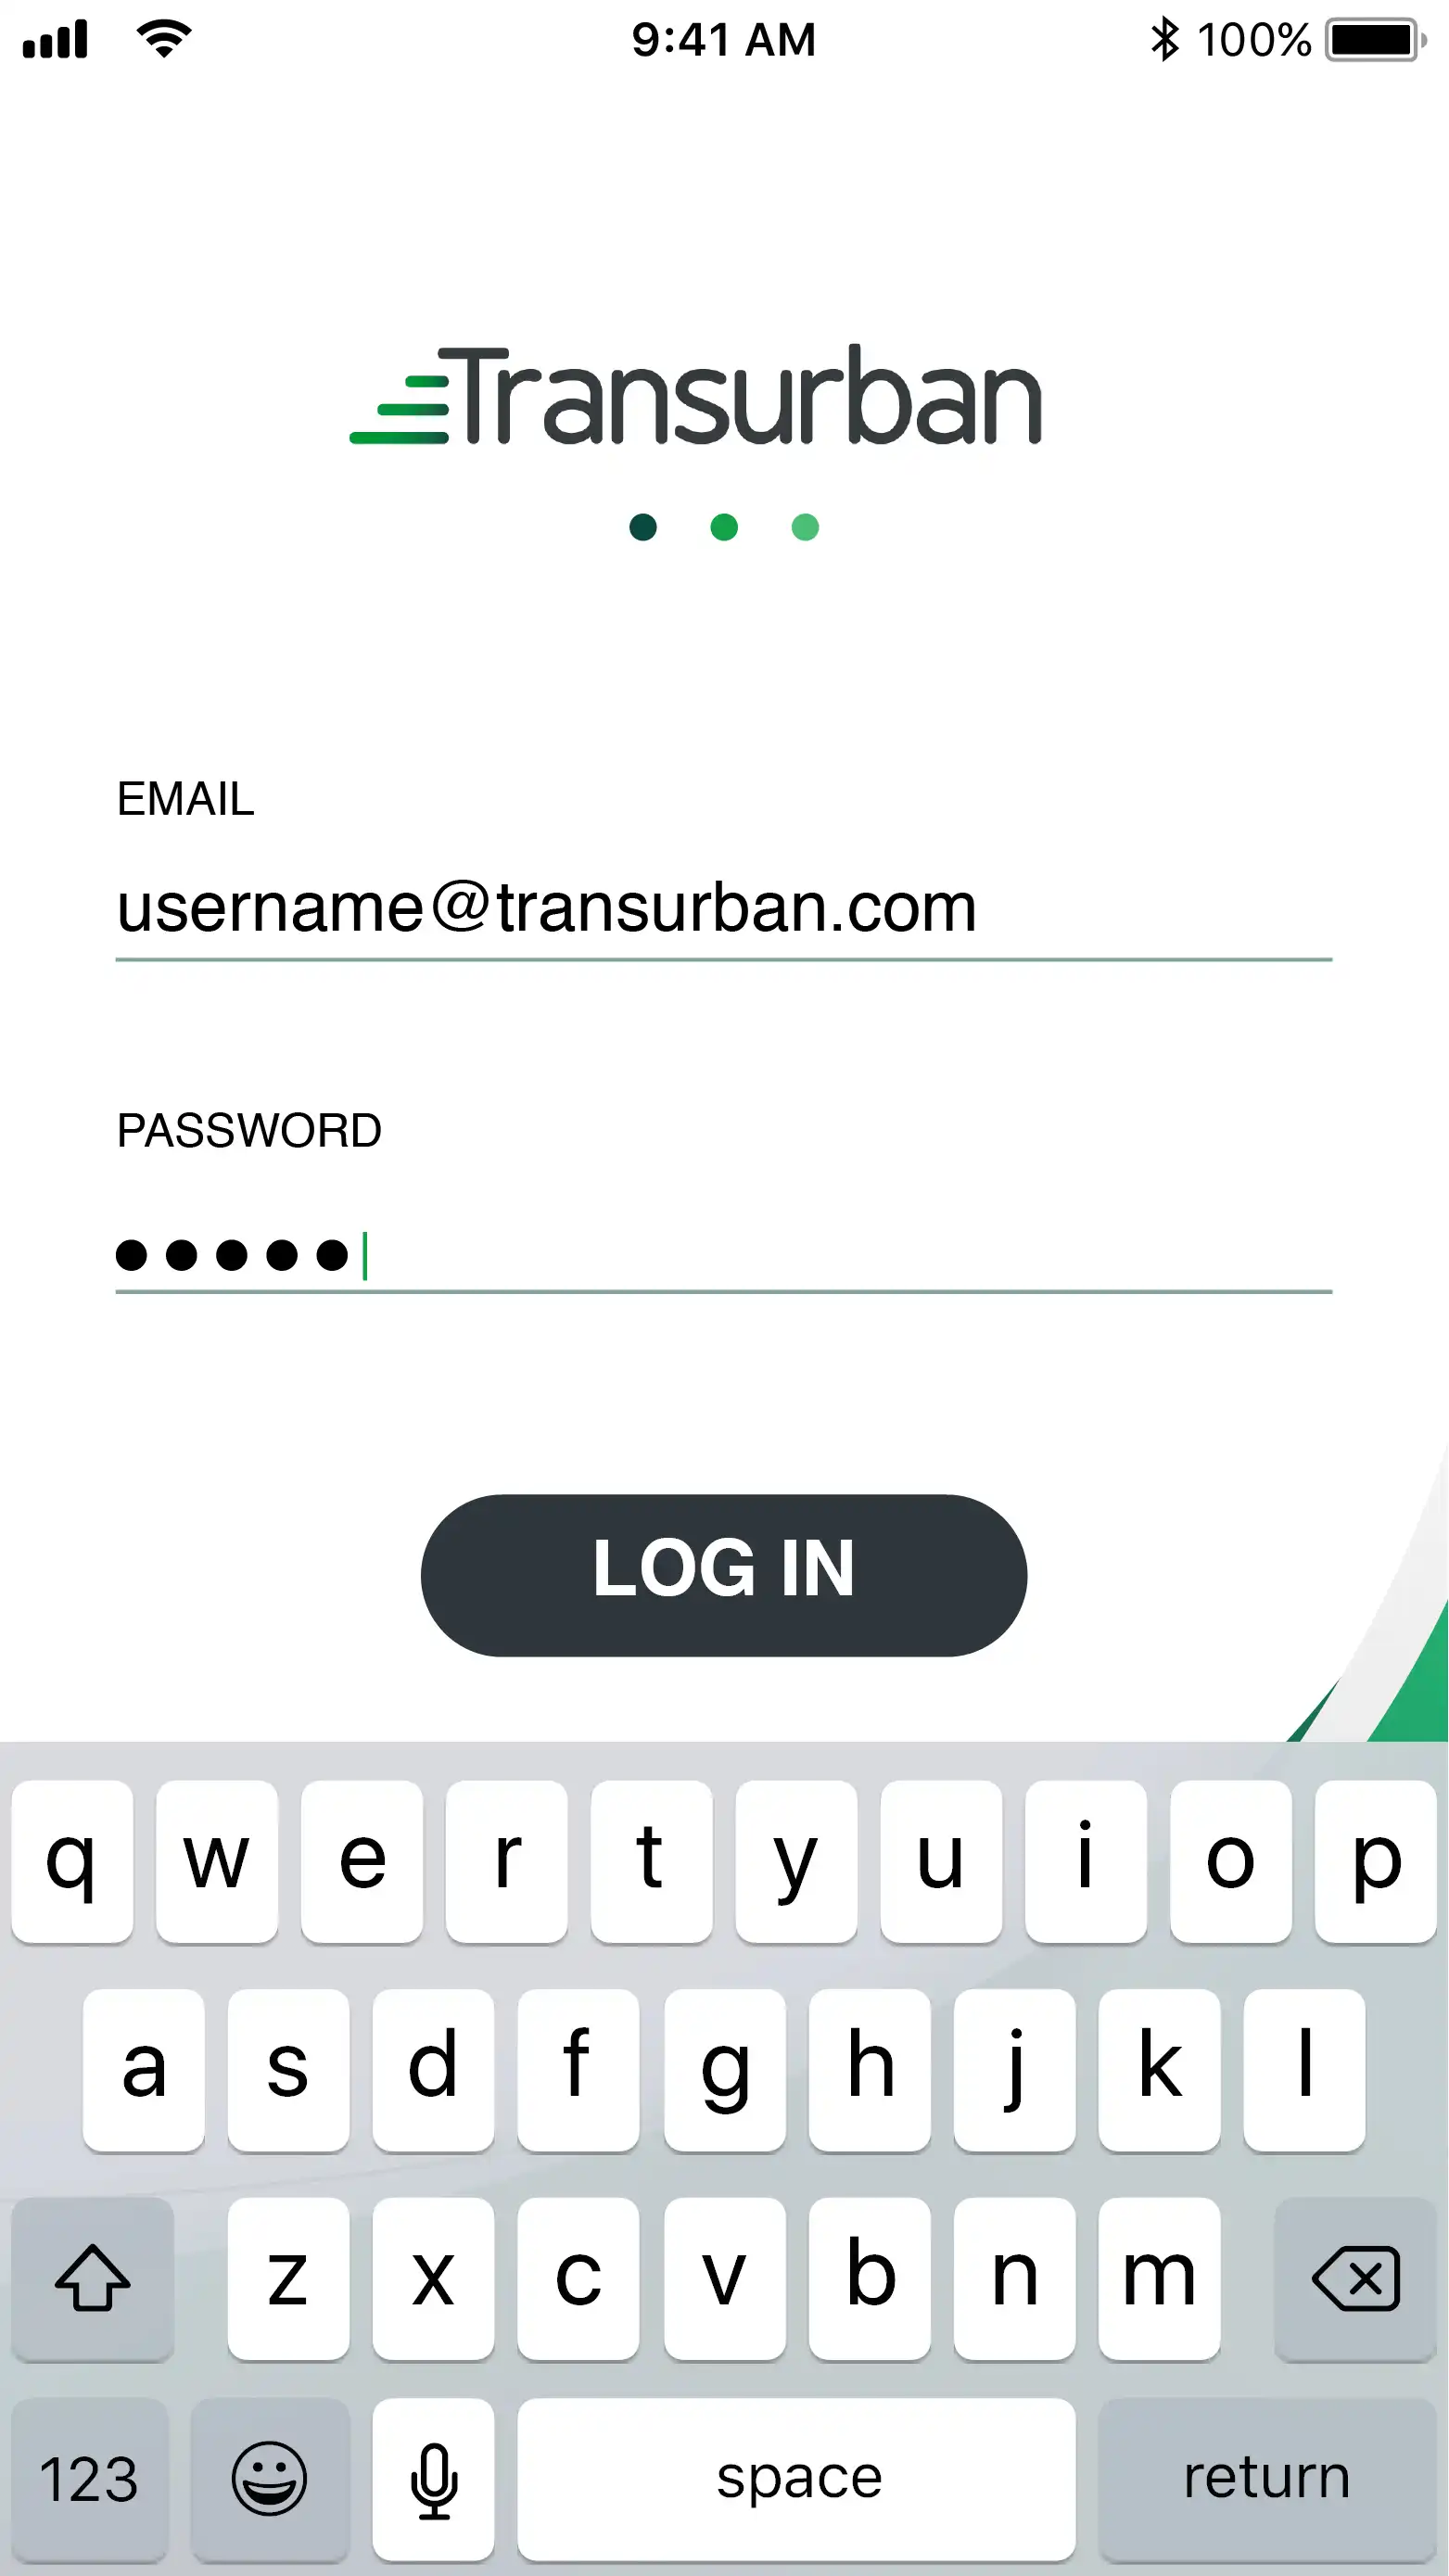 9:41 AM 100%
Transurban
EMAIL
username@transurban.com
PASSWORD
LOG IN
q w e r t y u i o p
a s d f g h j k l
z x c v b n m
123 space return